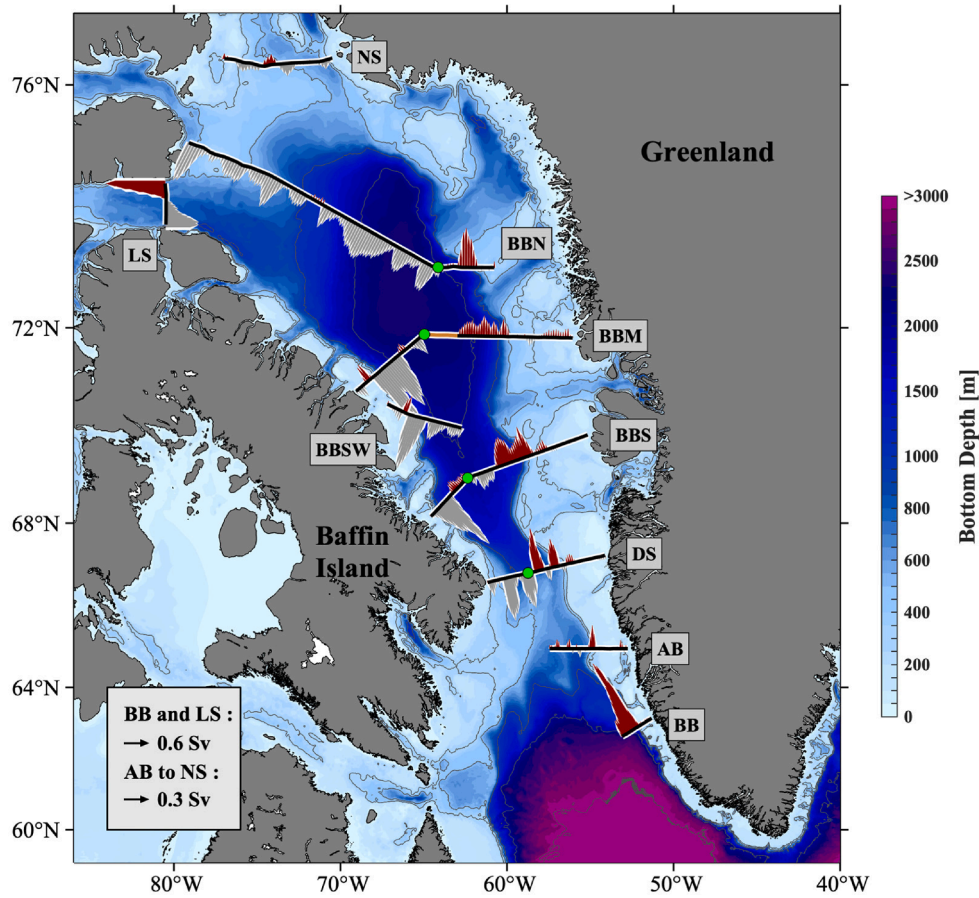 NS
76°N
Greenland
>3000
LS
BBN
2500
72°N
BBM
2000
1500
BBSW
BBS
1000
68°N
Baffin
Island
DS
800
600
AB
400
64°N
BB
200
0
BB and LS :
0.6 Sv
AB to NS :
0.3 Sv
60°N
80°W 70°W 60°W 50°W 40°W
Bottom Depth [m]